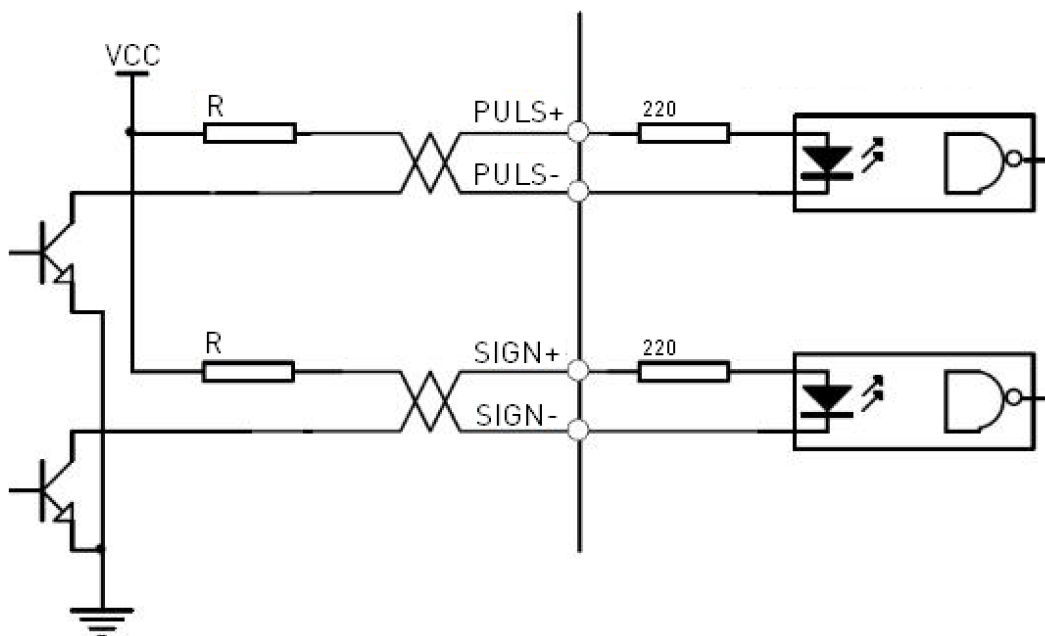 VCC
R
PULS+
220
PULS-
R
SIGN+
220
SIGN-